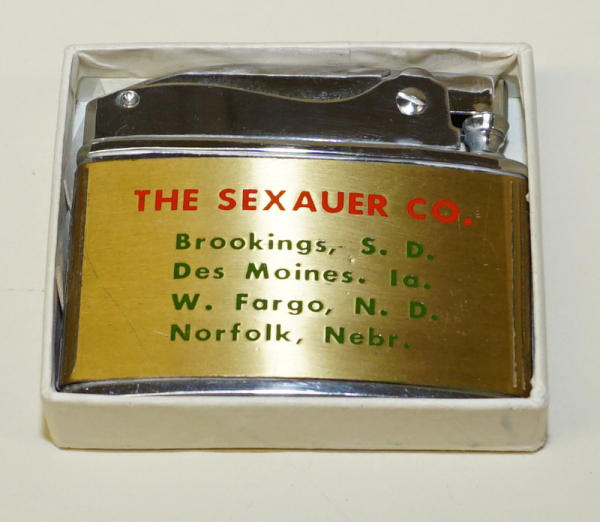 THE SEXAUER CO.
Brookings, S. D.
Des Moines. Ia.
W. Fargo, N. D.
Norfolk, Nebr.